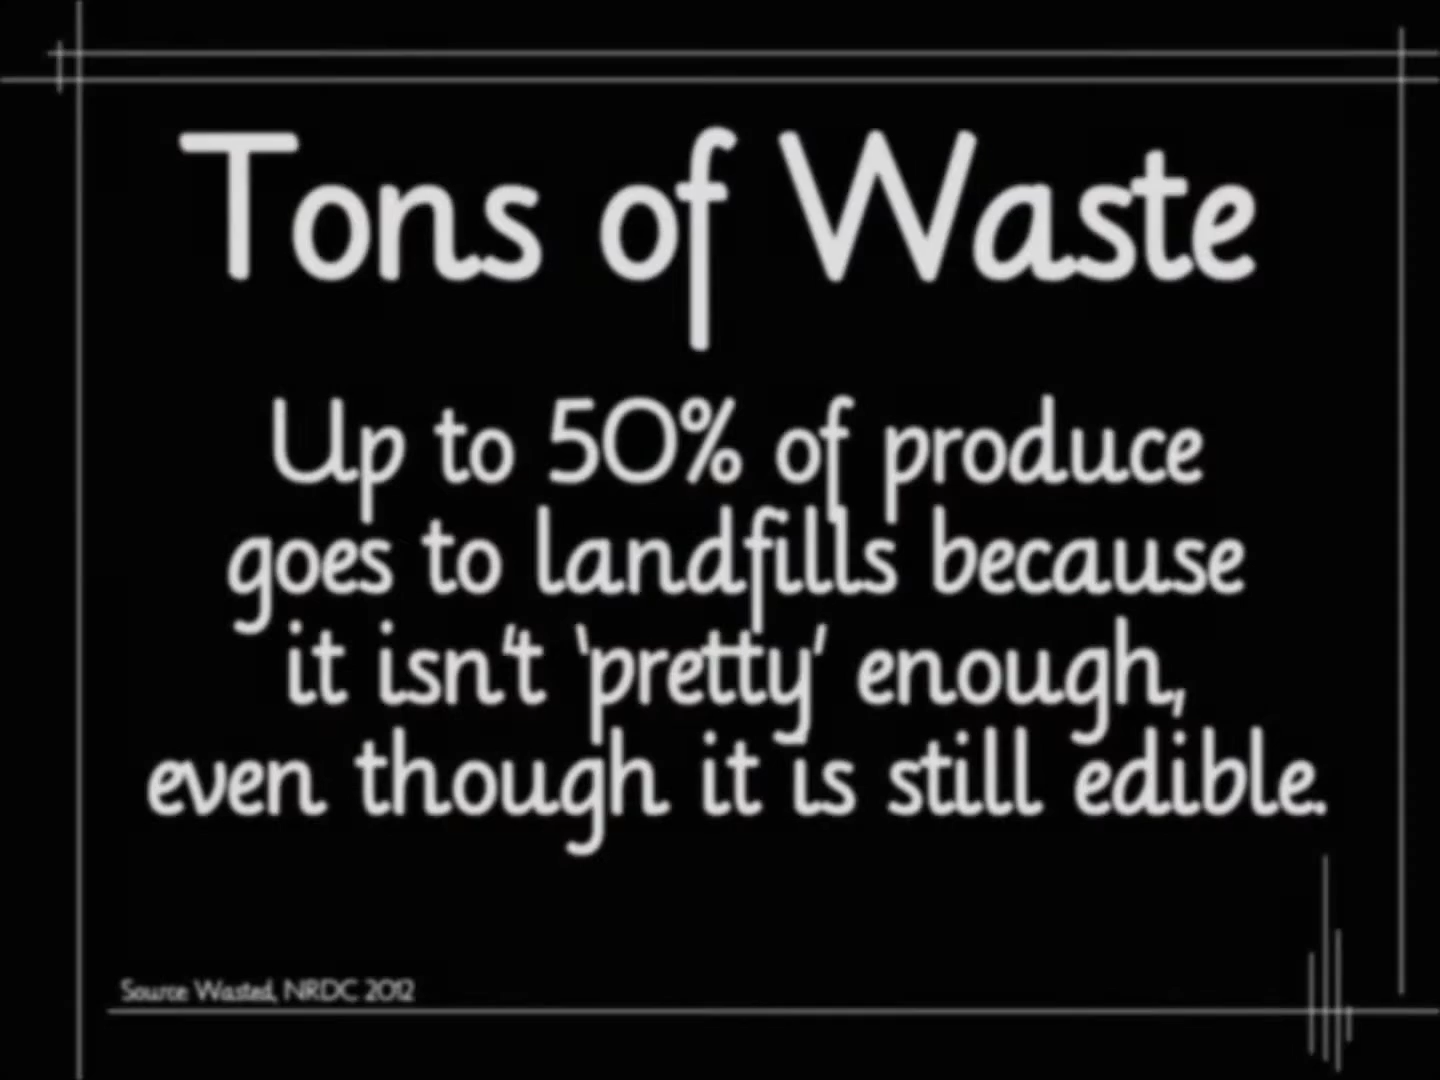 Tons of Waste
Up to 50% of produce
goes to landfills because
it isn't 'pretty' enough,
even though it is still edible.
Source: Wasted, NRDC 2012